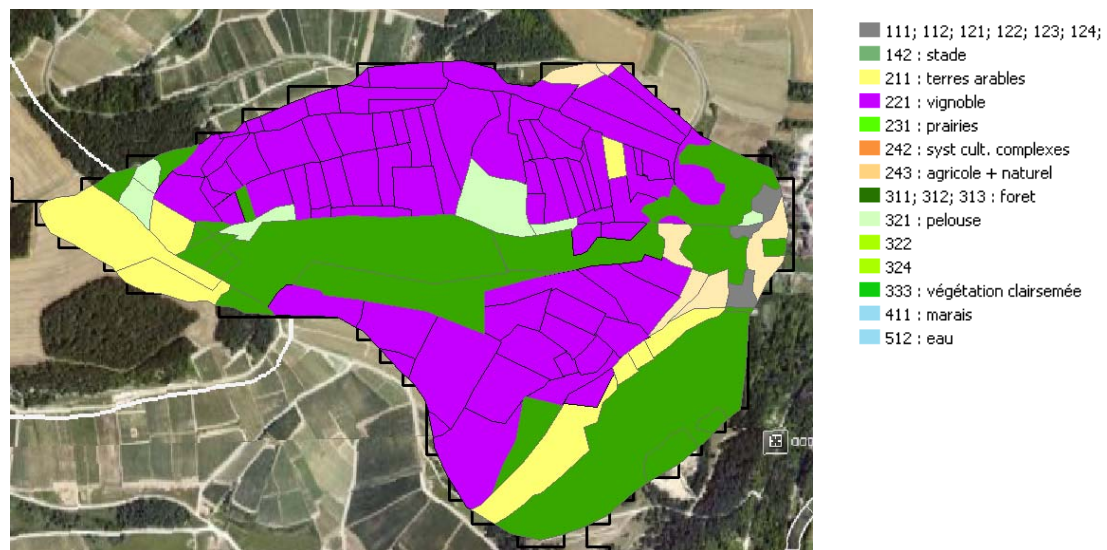 111; 112; 121; 122; 123; 124;
142 : stade
211 : terres arables
221 : vignoble
231 : prairies
242 : syst cult. complexes
243 : agricole + naturel
311; 312; 313 : foret
321 : pelouse
322
324
333 : végétation clairsemée
411 : marais
512 : eau